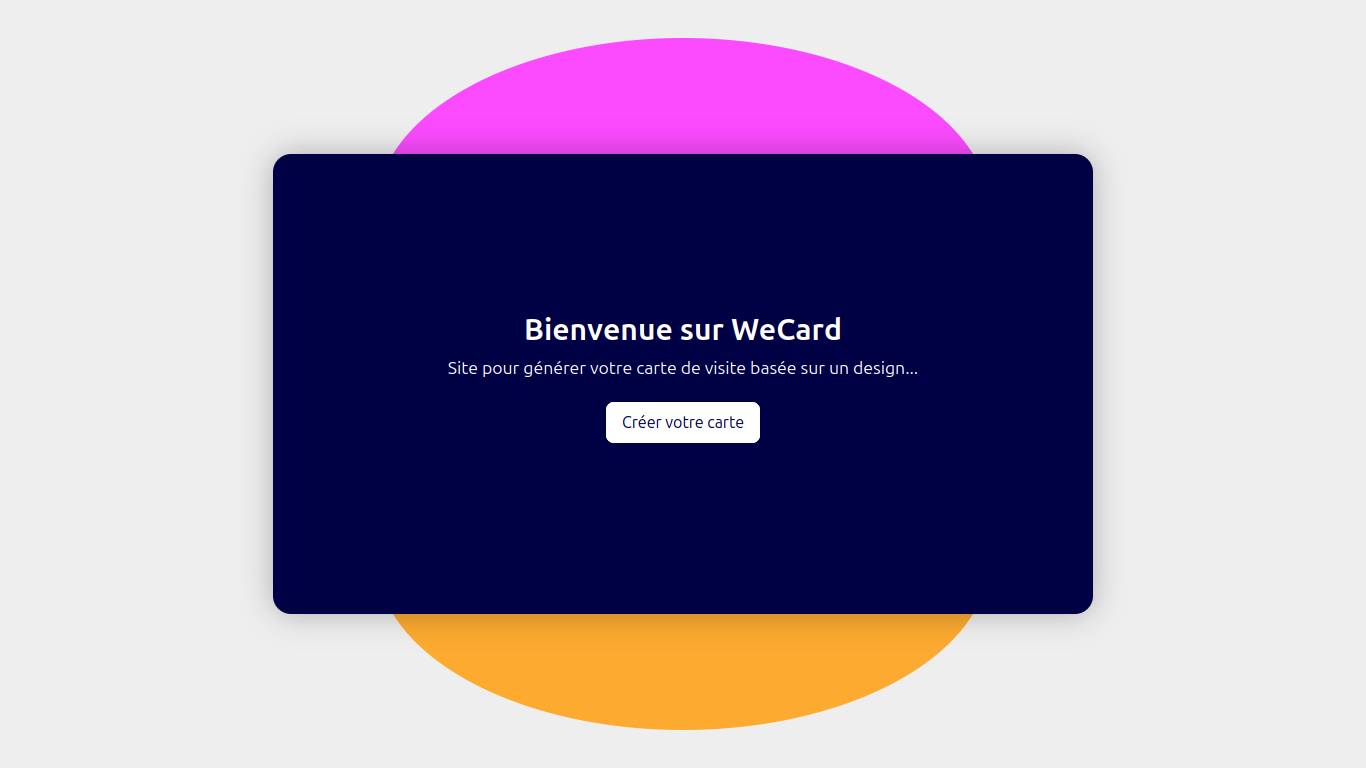 Bienvenue sur WeCard
Site pour générer votre carte de visite basée sur un design...
Créer votre carte